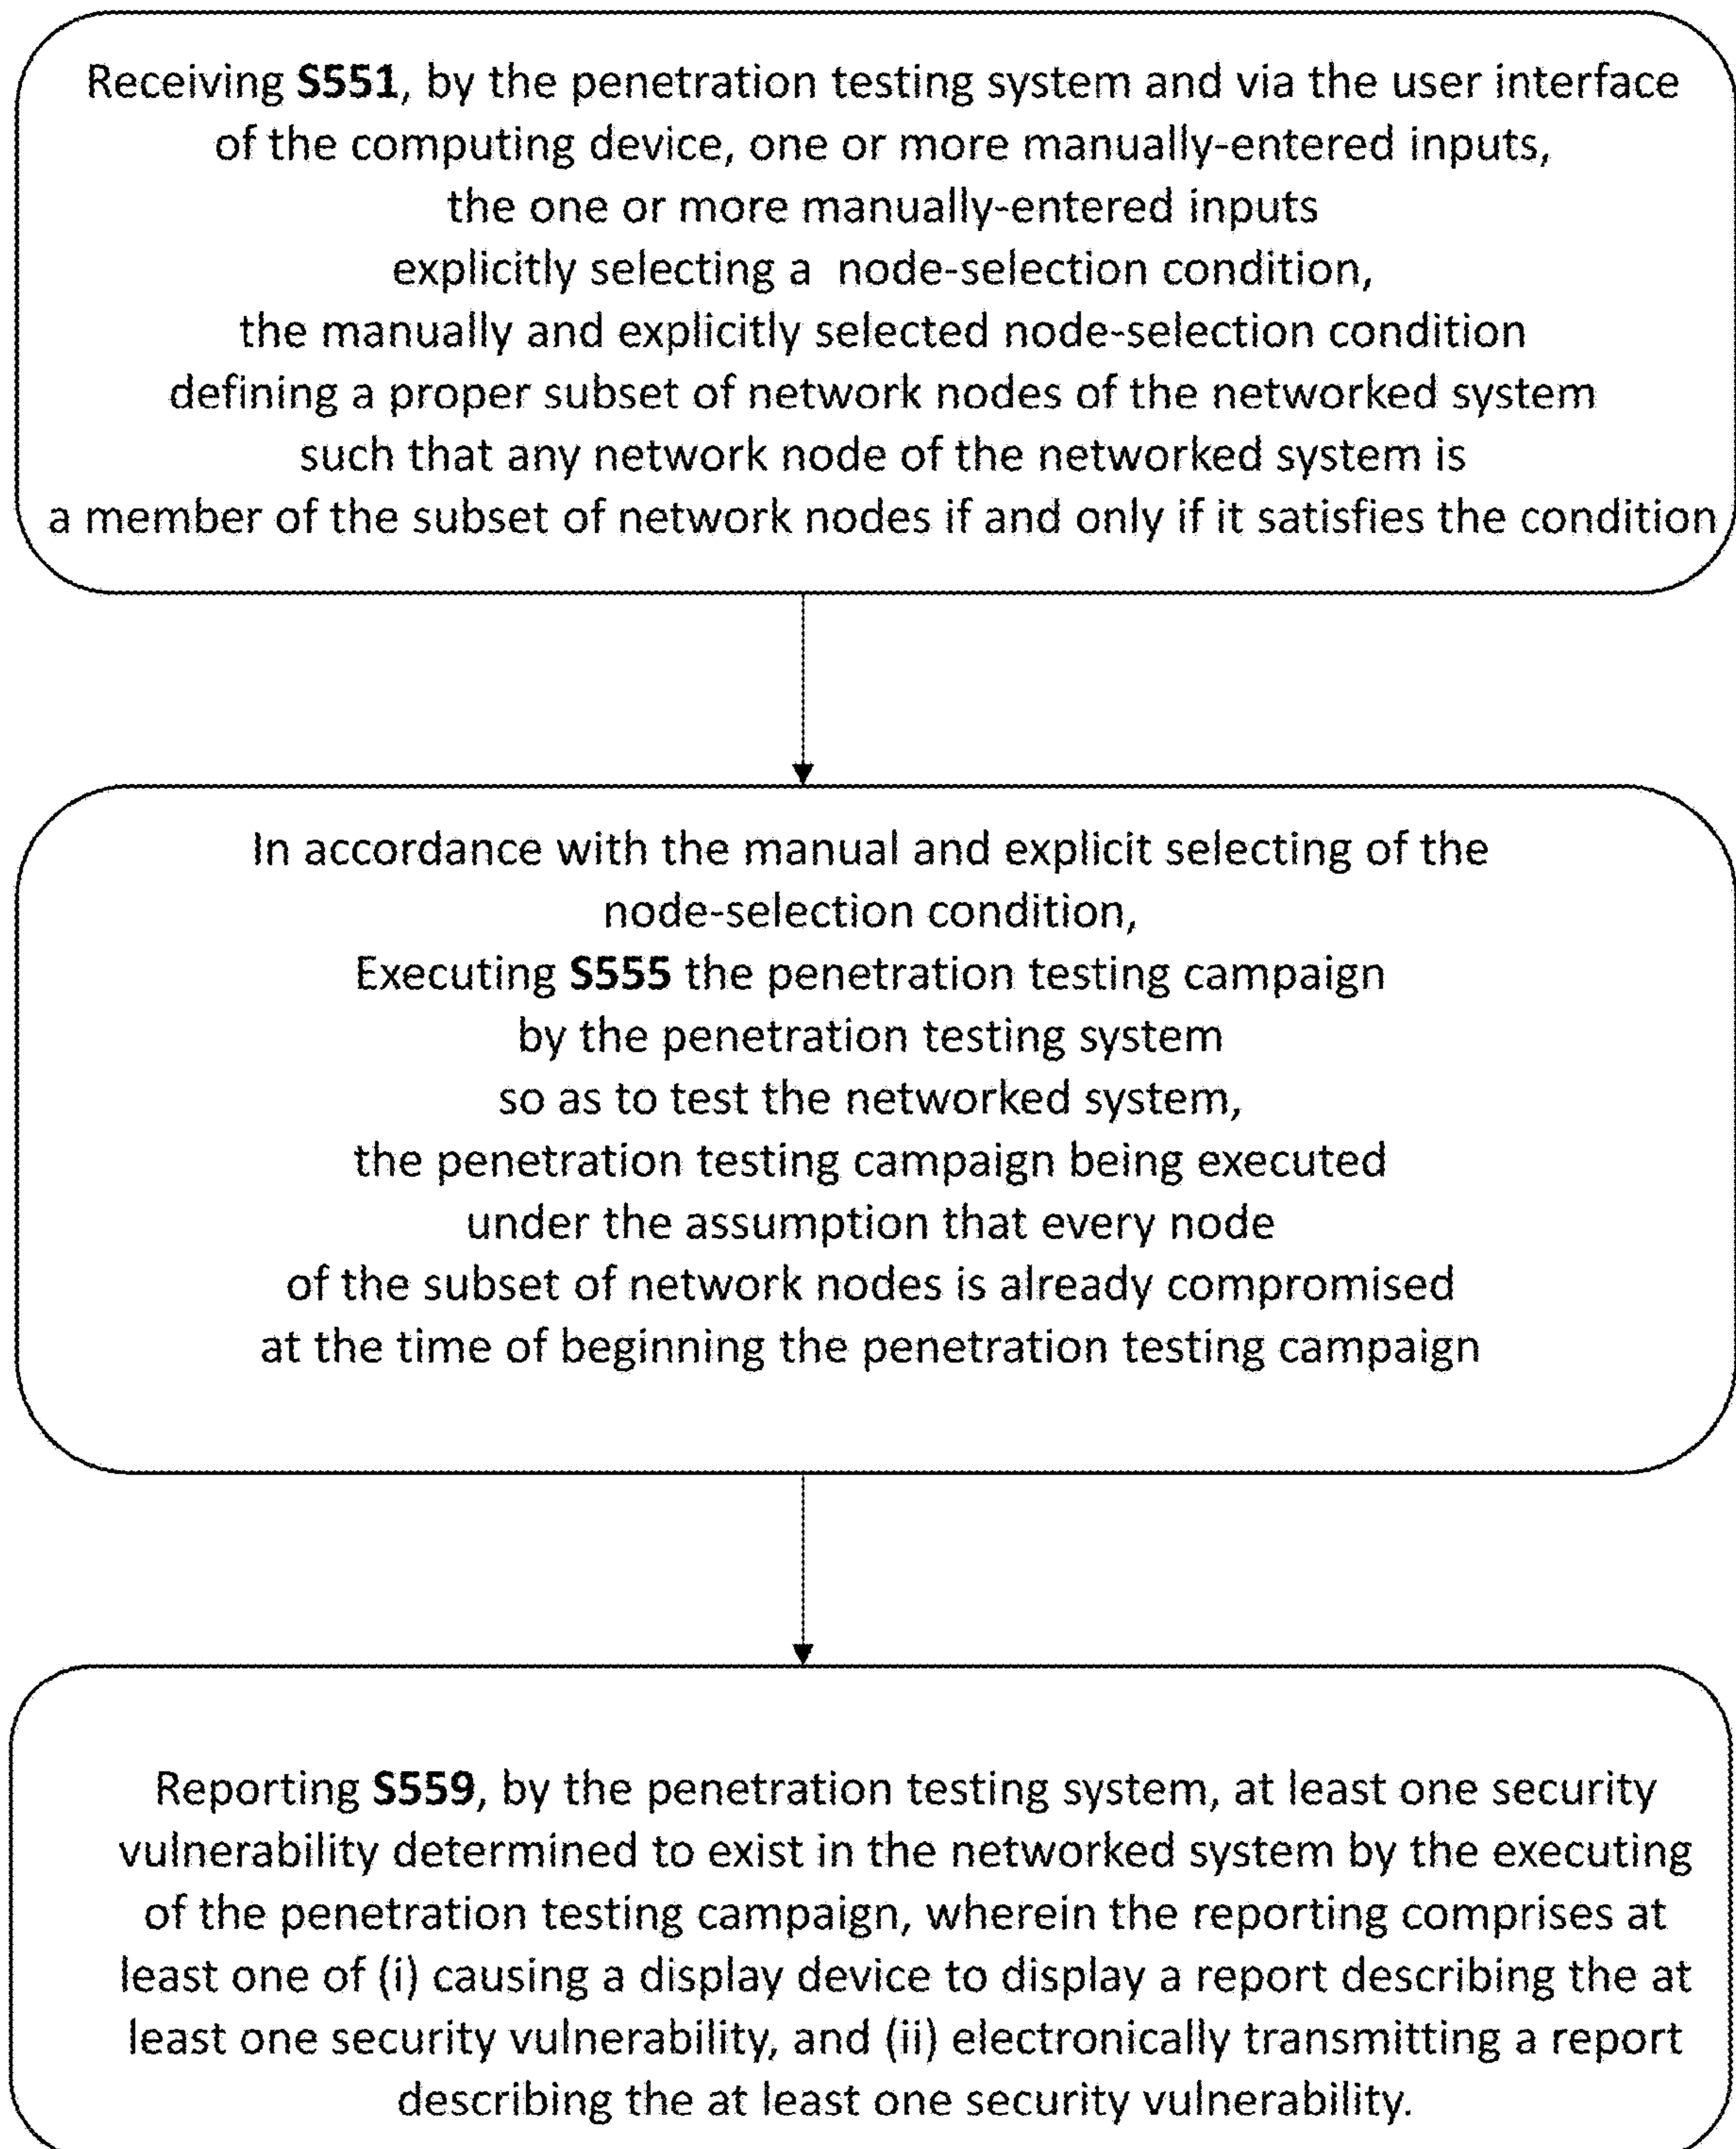 Receiving S551, by the penetration testing system and via the user interface
of the computing device, one or more manually-entered inputs,
the one or more manually-entered inputs
explicitly selecting a node-selection condition,
the manually and explicitly selected node-selection condition
defining a proper subset of network nodes of the networked system
such that any network node of the networked system is
a member of the subset of network nodes if and only if it satisfies the condition
In accordance with the manual and explicit selecting of the
node-selection condition,
Executing S555 the penetration testing campaign
by the penetration testing system
so as to test the networked system,
the penetration testing campaign being executed
under the assumption that every node
of the subset of network nodes is already compromised
at the time of beginning the penetration testing campaign
Reporting S559, by the penetration testing system, at least one security
vulnerability determined to exist in the networked system by the executing
of the penetration testing campaign, wherein the reporting comprises at
least one of (i) causing a display device to display a report describing the at
least one security vulnerability, and (ii) electronically transmitting a report
describing the at least one security vulnerability.